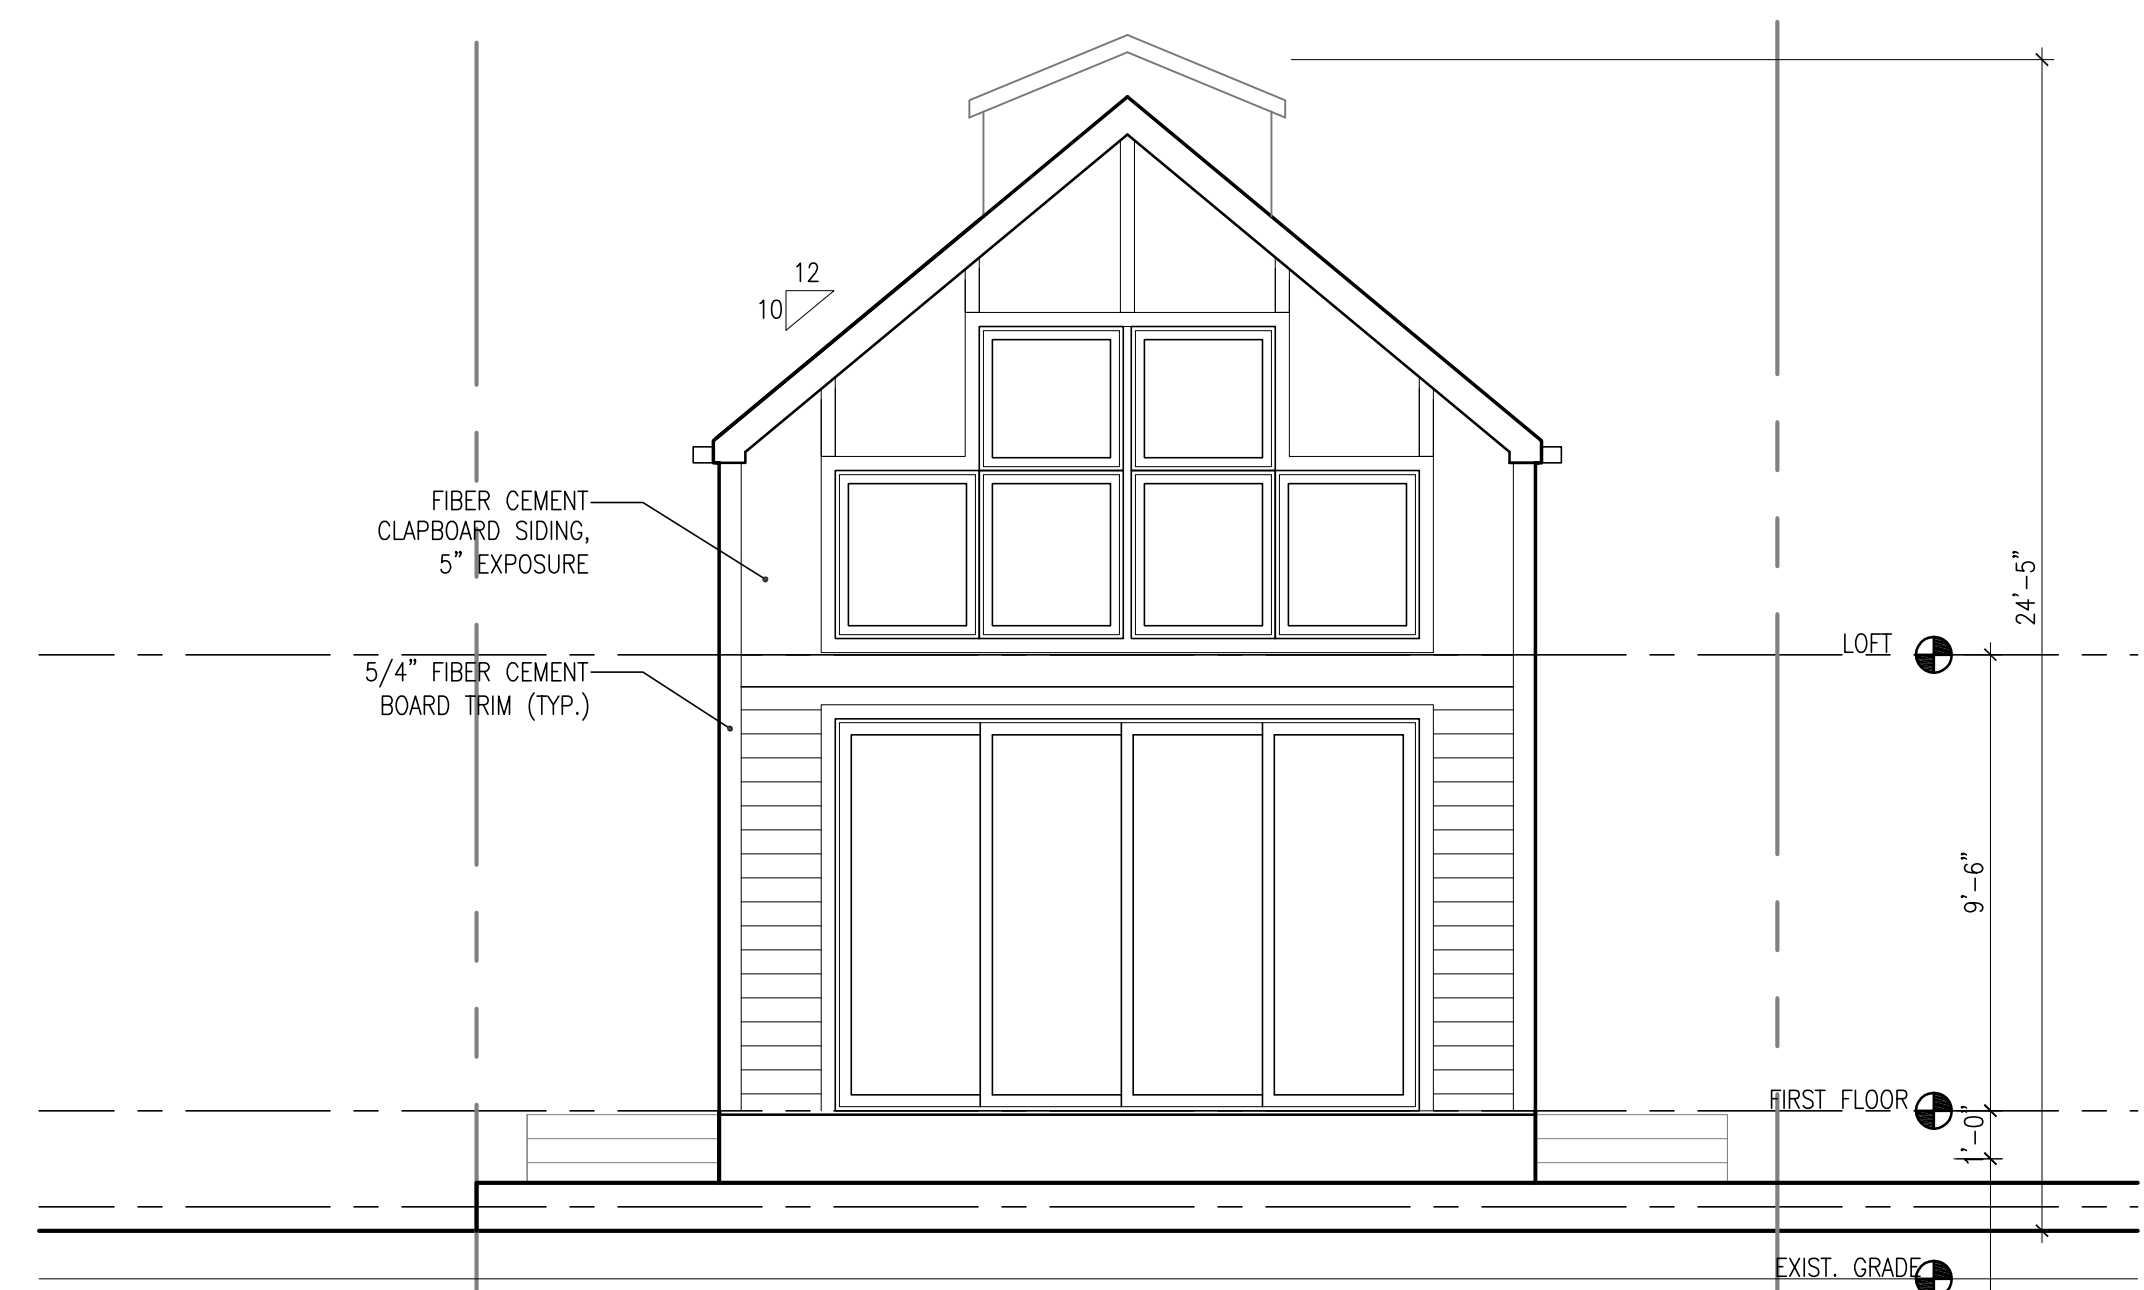 12
10
FIBER CEMENT
CLAPBOARD SIDING,
5" EXPOSURE
24'-5"
LOFT
5/4" FIBER CEMENT
BOARD TRIM (TYP.)
9'-6"
FIRST FLOOR
1'-0"
EXIST. GRADE